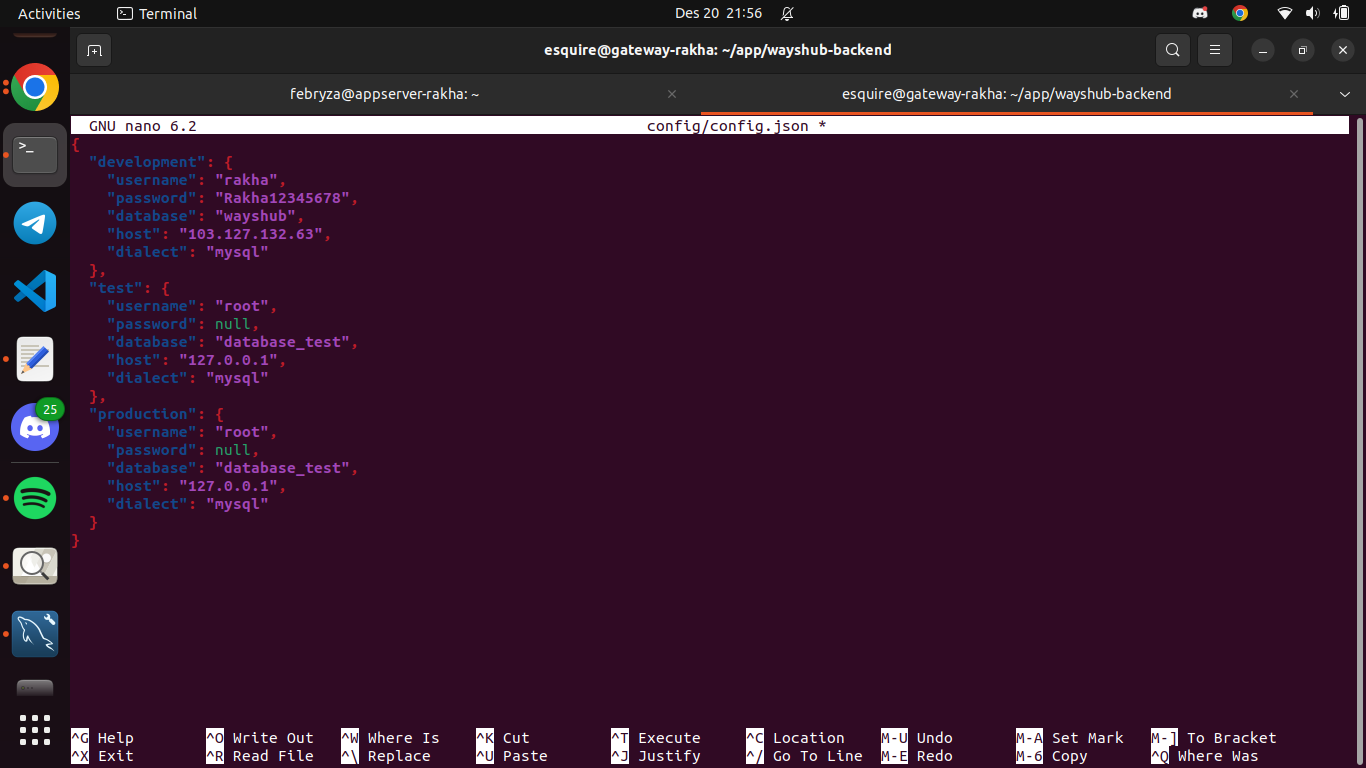 Activities
Terminal
Des 20 21:56
esquire@gateway-rakha: ~/app/wayshub-backend
febryza@appserver-rakha: ~
esquire@gateway-rakha: ~/app/wayshub-backend
GNU nano 6.2
config/config.json *
{
"development": {
"username": "rakha",
"password": "Rakha12345678",
"database": "wayshub",
"host": "103.127.132.63",
"dialect": "mysql"
},
"test": {
"username": "root",
"password": null,
"database": "database_test",
"host": "127.0.0.1",
"dialect": "mysql"
},
"production": {
"username": "root",
"password": null,
"database": "database_test",
"host": "127.0.0.1",
"dialect": "mysql"
}
}
>_
25
^G Help ^O Write Out ^W Where Is ^K Cut ^T Execute ^C Location M-U Undo M-A Set Mark M-] To Bracket
^X Exit ^R Read File ^\ Replace ^U Paste ^J Justify ^/ Go To Line M-E Redo M-6 Copy ^Q Where Was